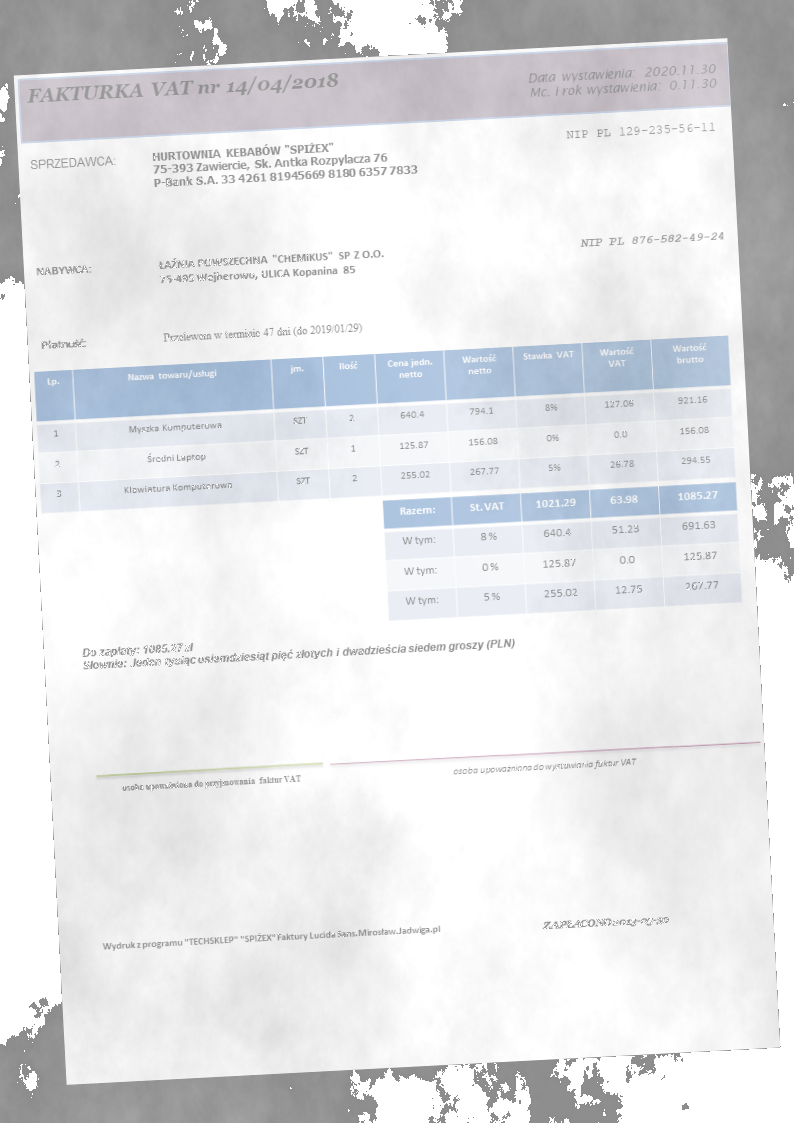 FAKTURKA VAT nr 14/04/2018
Data wystawienia: 2020.11.30
Mc. i rok wystawienia: 0.11.30
NIP PL 129-235-56-11
SPRZEDAWCA:
HURTOWNIA KEBABÓW "SPIŻEX"
75-393 Zawiercie, Sk. Antka Rozpylacza 76
P-Bank S.A. 33 4261 81945669 8180 6357 7833
NIP PL 876-582-49-24
NABYWCA:
ŁAŹNIA POWSZECHNA "CHEMIKUS" SP Z O.O.
75-495 Wejherowo, ULICA Kopanina 85
Płatność:
Przelewem w terminie 47 dni (do 2019/01/29)
Lp. Nazwa towaru/usługi jm. Ilość Cena jedn. netto Wartość netto Stawka VAT Wartość VAT Wartość brutto
1 Myszka Komputerowa SZT 2 640.4 794.1 8% 127.06 921.16
2 Średni Laptop SZT 1 125.87 156.08 0% 0.0 156.08
3 Klawiatura Komputerowa SZT 2 255.02 267.77 5% 26.78 294.55
Razem: St. VAT 1021.29 63.98 1085.27
W tym: 8% 640.4 51.23 691.63
W tym: 0% 125.87 0.0 125.87
W tym: 5% 255.02 12.75 267.77
Do zapłaty: 1085.27 zł
Słownie: Jeden tysiąc osiemdziesiąt pięć złotych i dwadzieścia siedem groszy (PLN)
osoba upoważniona do przyjmowania faktur VAT
osoba upoważniona do wystawiania faktur VAT
Wydruk z programu "TECHSKLEP" "SPIŻEX" Faktury Lucida Sans.Mirosław.Jadwiga.pl
ZAPŁACONO